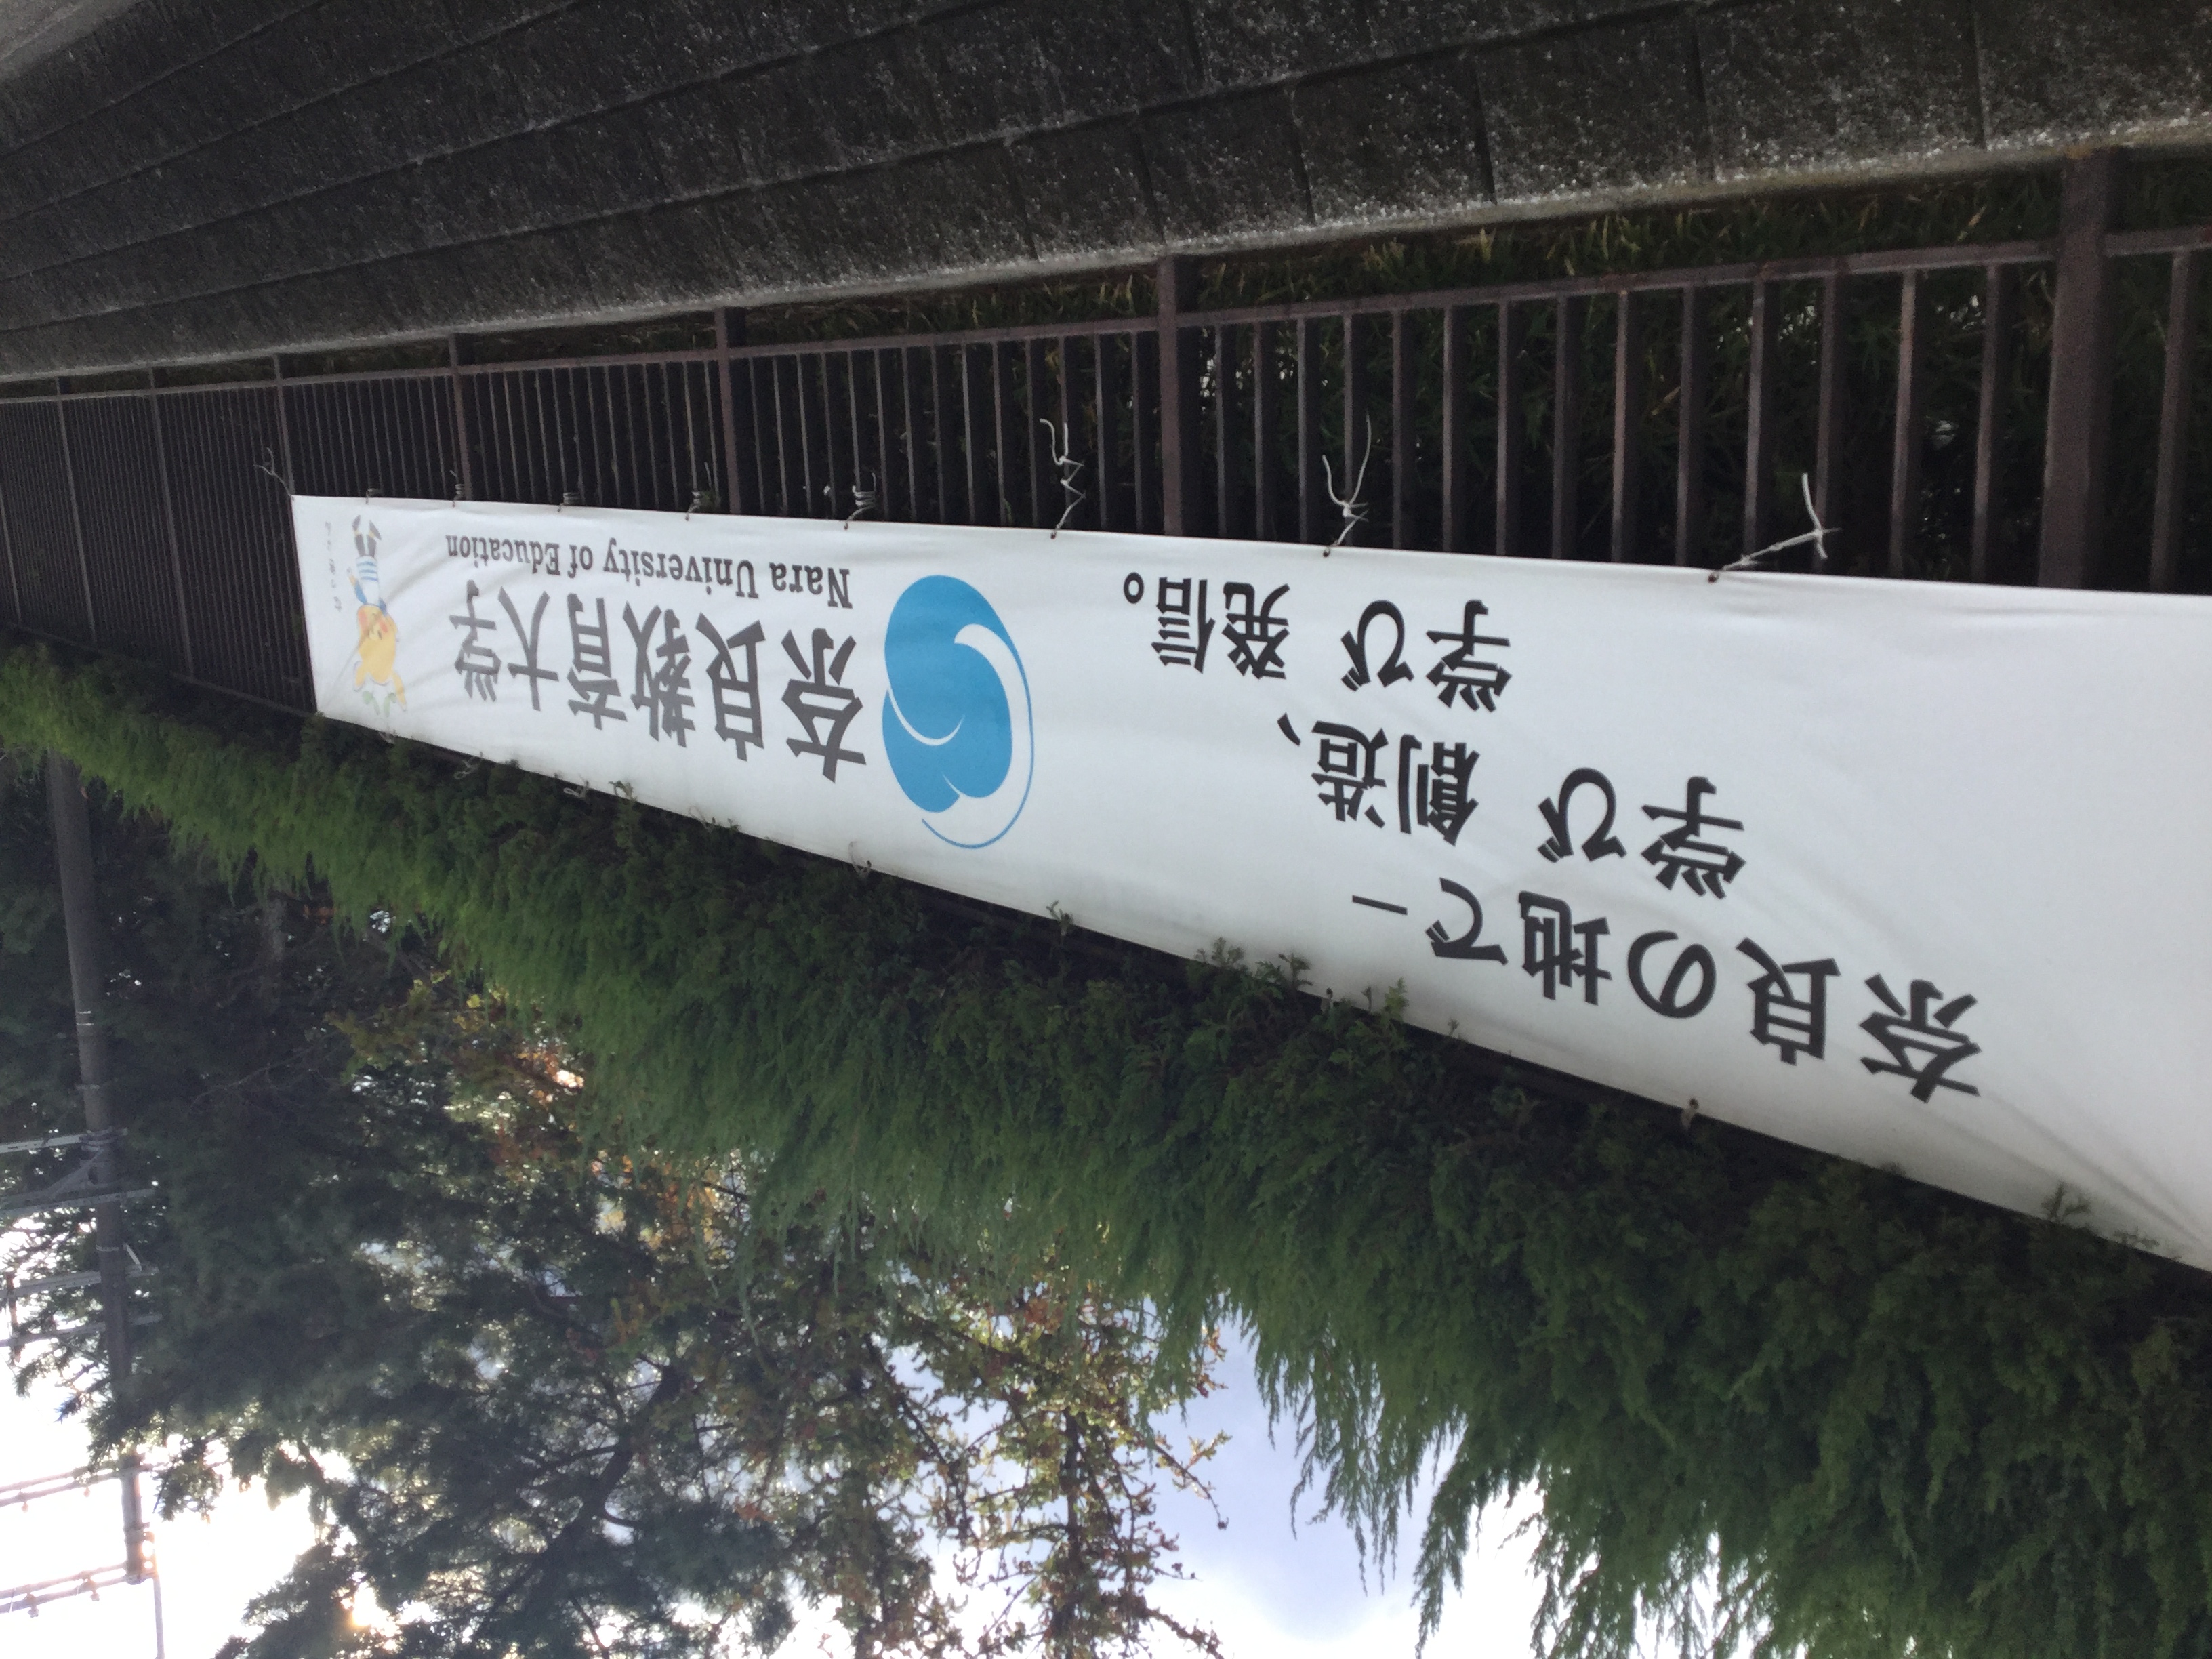 奈良の地で－
学び 創造、
学び 発信。
奈良教育大学
Nara University of Education